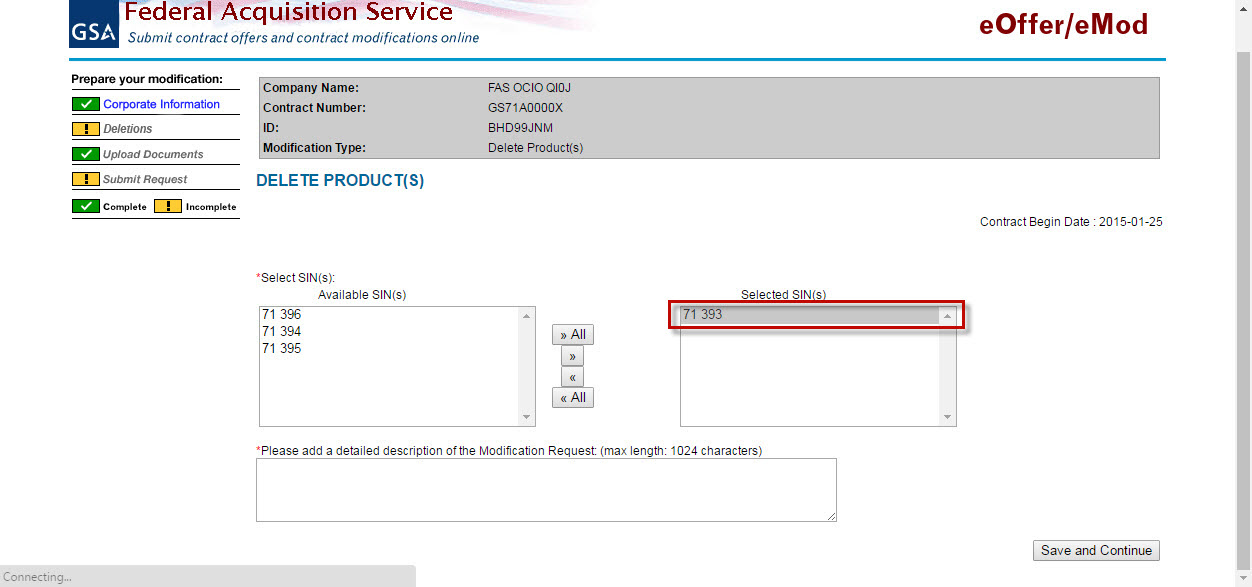 GSA
Federal Acquisition Service
Submit contract offers and contract modifications online
eOffer/eMod
Prepare your modification:
Corporate Information
! Deletions
Upload Documents
! Submit Request
Complete ! Incomplete
Company Name: FAS OCIO QI0J
Contract Number: GS71A0000X
ID: BHD99JNM
Modification Type: Delete Product(s)
DELETE PRODUCT(S)
Contract Begin Date : 2015-01-25
*Select SIN(s):
Available SIN(s)
71 396
71 394
71 395
» All
»
«
« All
Selected SIN(s)
71 393
*Please add a detailed description of the Modification Request: (max length: 1024 characters)
Save and Continue
Connecting...